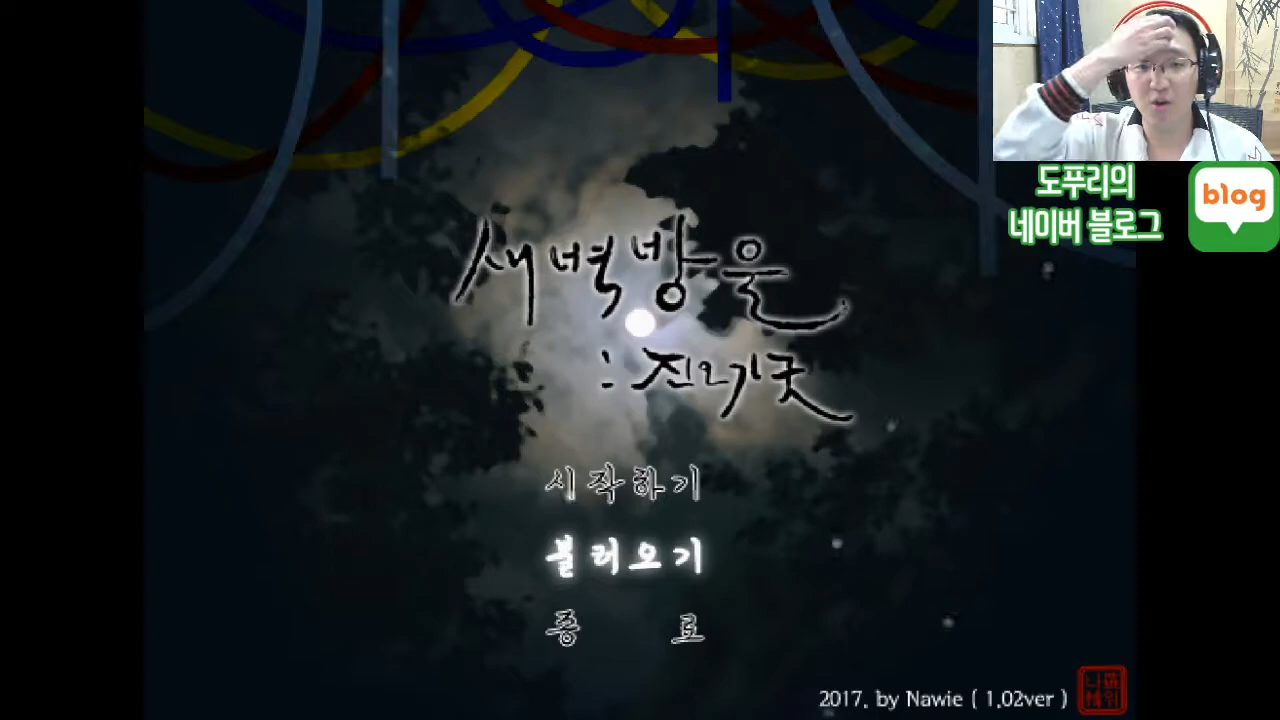 도푸리의
네이버 블로그
blog
새벽방울
: 진오기굿
시작하기
불러오기
종 료
2017. by Nawie ( 1.02ver )